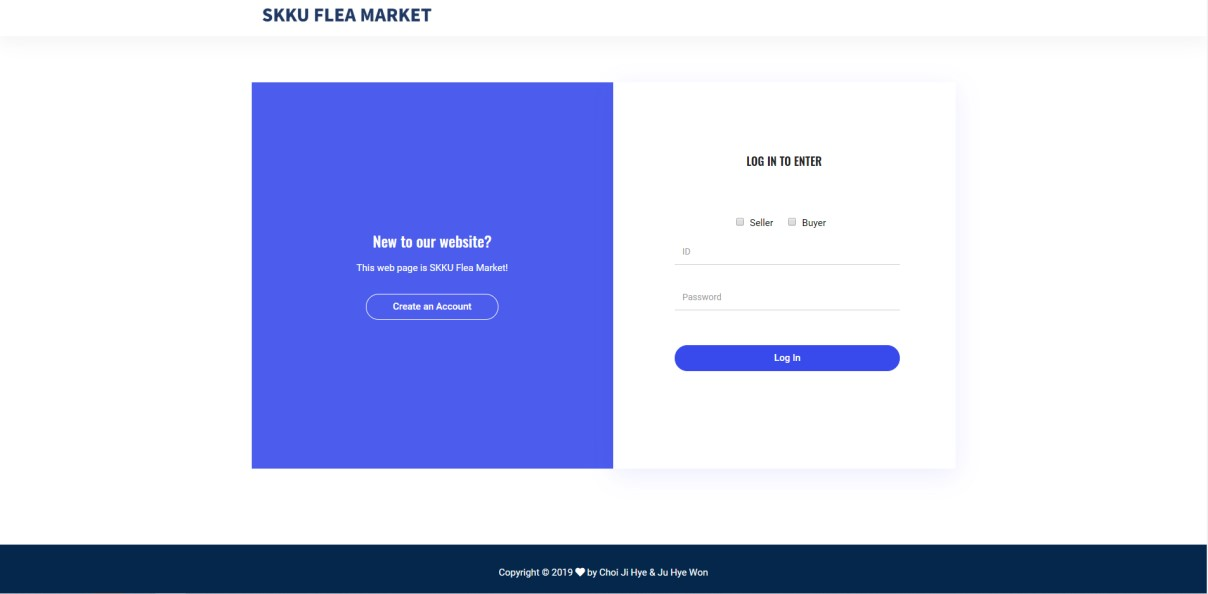 SKKU FLEA MARKET
New to our website?
This web page is SKKU Flea Market!
Create an Account
LOG IN TO ENTER
Seller Buyer
ID
Password
Log In
Copyright © 2019 ❤ by Choi Ji Hye & Ju Hye Won